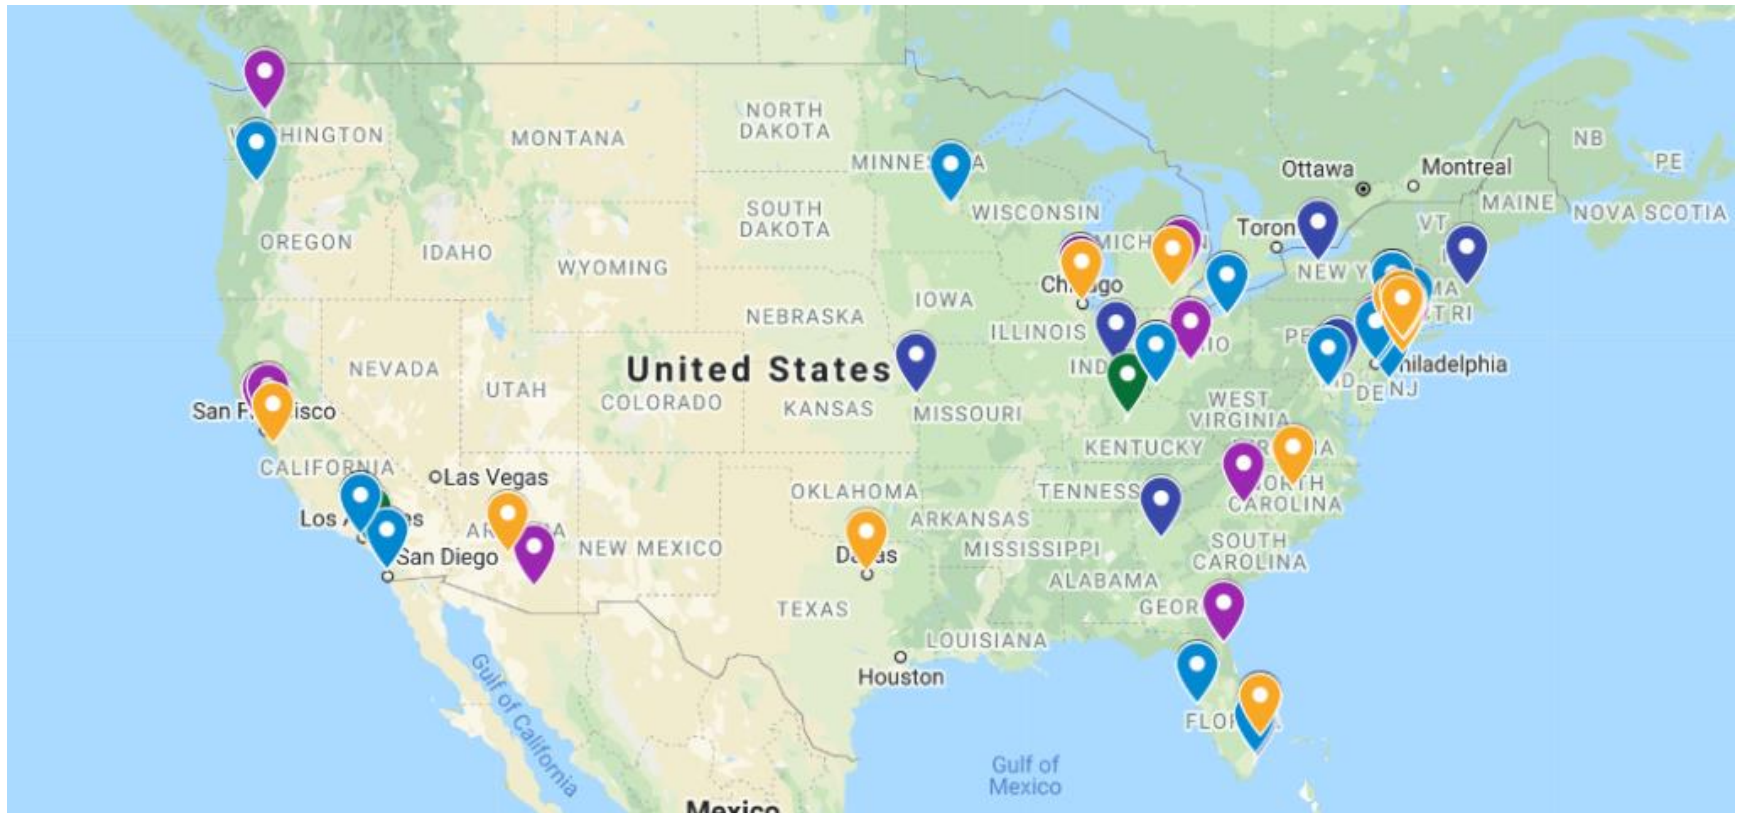 NORTH
DAKOTA
MONTANA
NB
PE
Ottawa
Montreal
MAINE
NOVA SCOTIA
VT
WISCONSIN
SOUTH
DAKOTA
OREGON
IDAHO
WYOMING
IOWA
NEBRASKA
ILLINOIS
NEVADA
UTAH
United States
COLORADO
KANSAS
MISSOURI
DE
NJ
WEST
VIRGINIA
KENTUCKY
CALIFORNIA
Las Vegas
OKLAHOMA
ARKANSAS
CAROLINA
NEW MEXICO
San Diego
MISSISSIPPI
SOUTH
CAROLINA
ALABAMA
TEXAS
LOUISIANA
Houston
Gulf of California
Gulf of
Mexico
Mexico